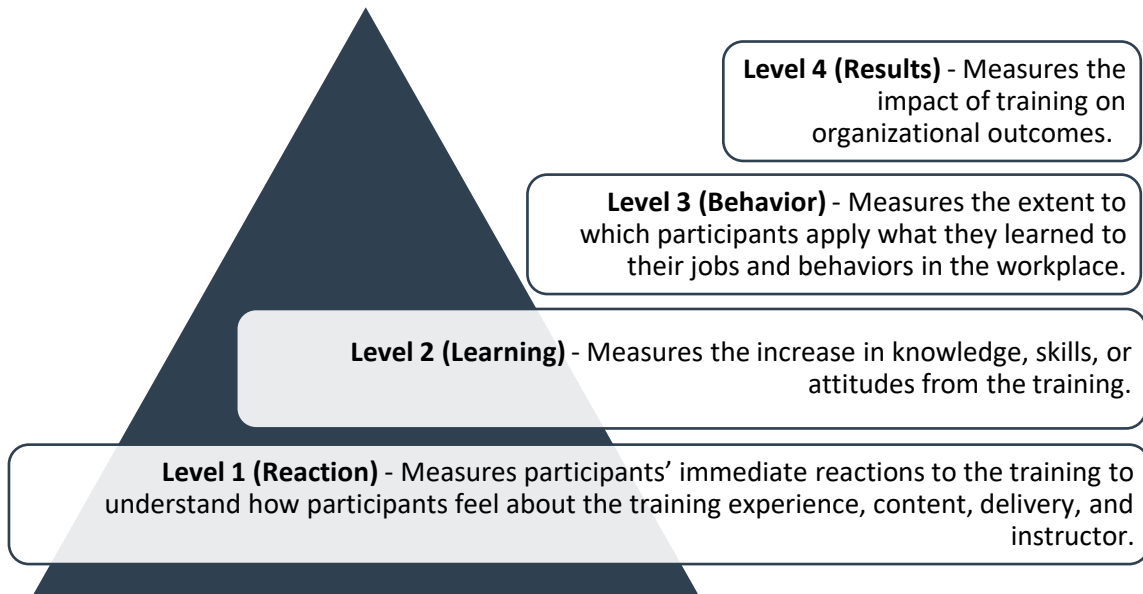 Level 4 (Results) - Measures the
impact of training on
organizational outcomes.
Level 3 (Behavior) - Measures the extent to
which participants apply what they learned to
their jobs and behaviors in the workplace.
Level 2 (Learning) - Measures the increase in knowledge, skills, or
attitudes from the training.
Level 1 (Reaction) - Measures participants’ immediate reactions to the training to
understand how participants feel about the training experience, content, delivery, and
instructor.